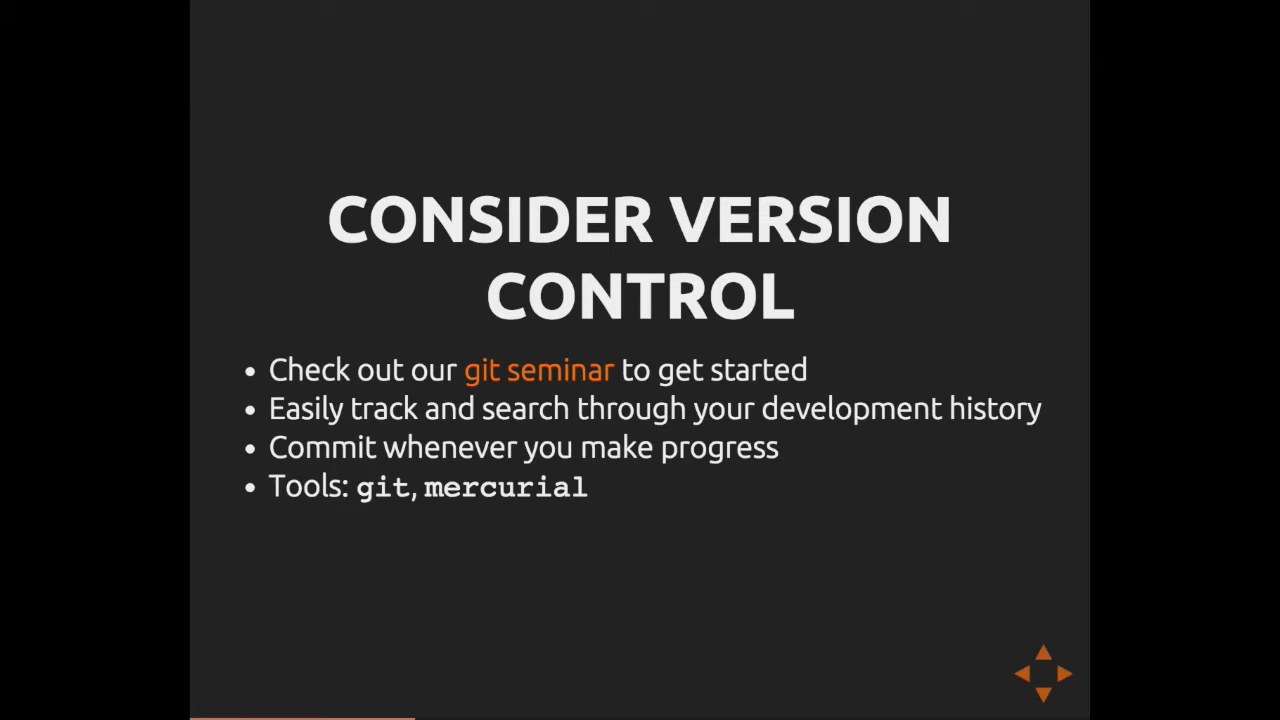 CONSIDER VERSION
CONTROL
• Check out our git seminar to get started
• Easily track and search through your development history
• Commit whenever you make progress
• Tools: git, mercurial